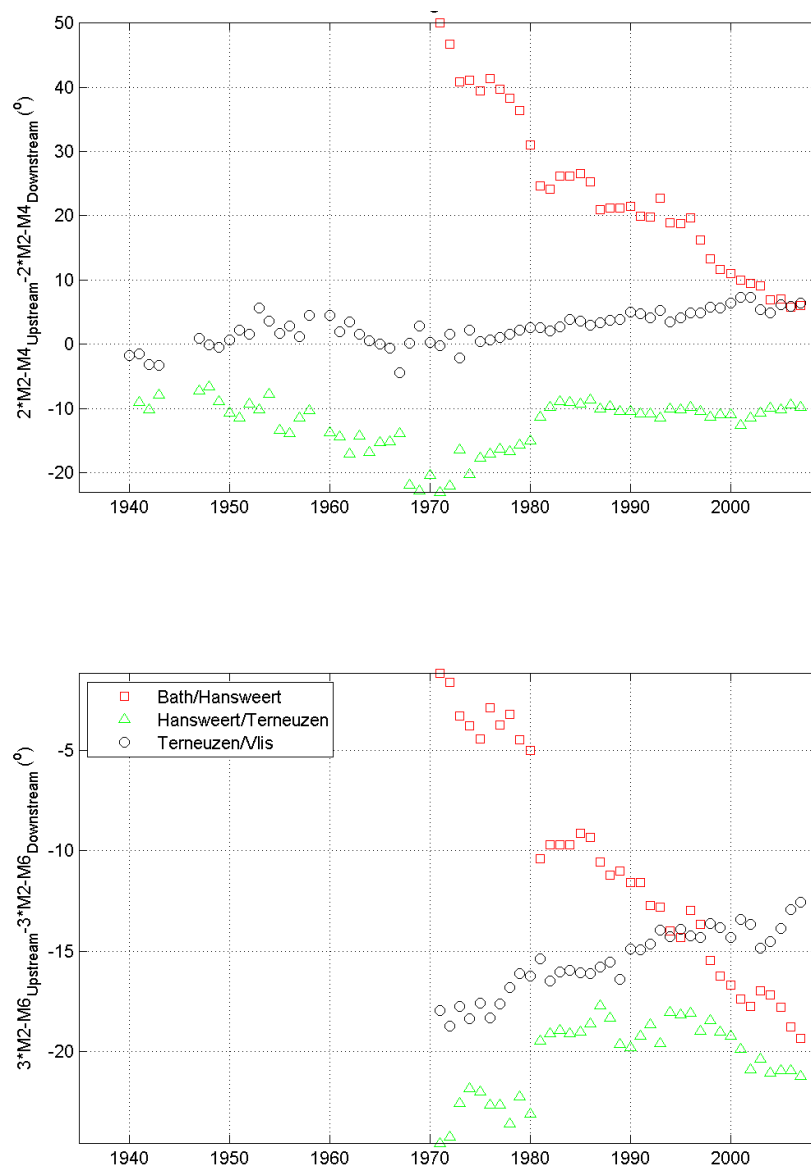 50
40
30
20
10
0
-10
-20
2*M2-M4Upstream-2*M2-M4Downstream (o)
1940 1950 1960 1970 1980 1990 2000
Bath/Hansweert
Hansweert/Terneuzen
Terneuzen/Vlis
-5
-10
-15
-20
3*M2-M6Upstream-3*M2-M6Downstream (o)
1940 1950 1960 1970 1980 1990 2000